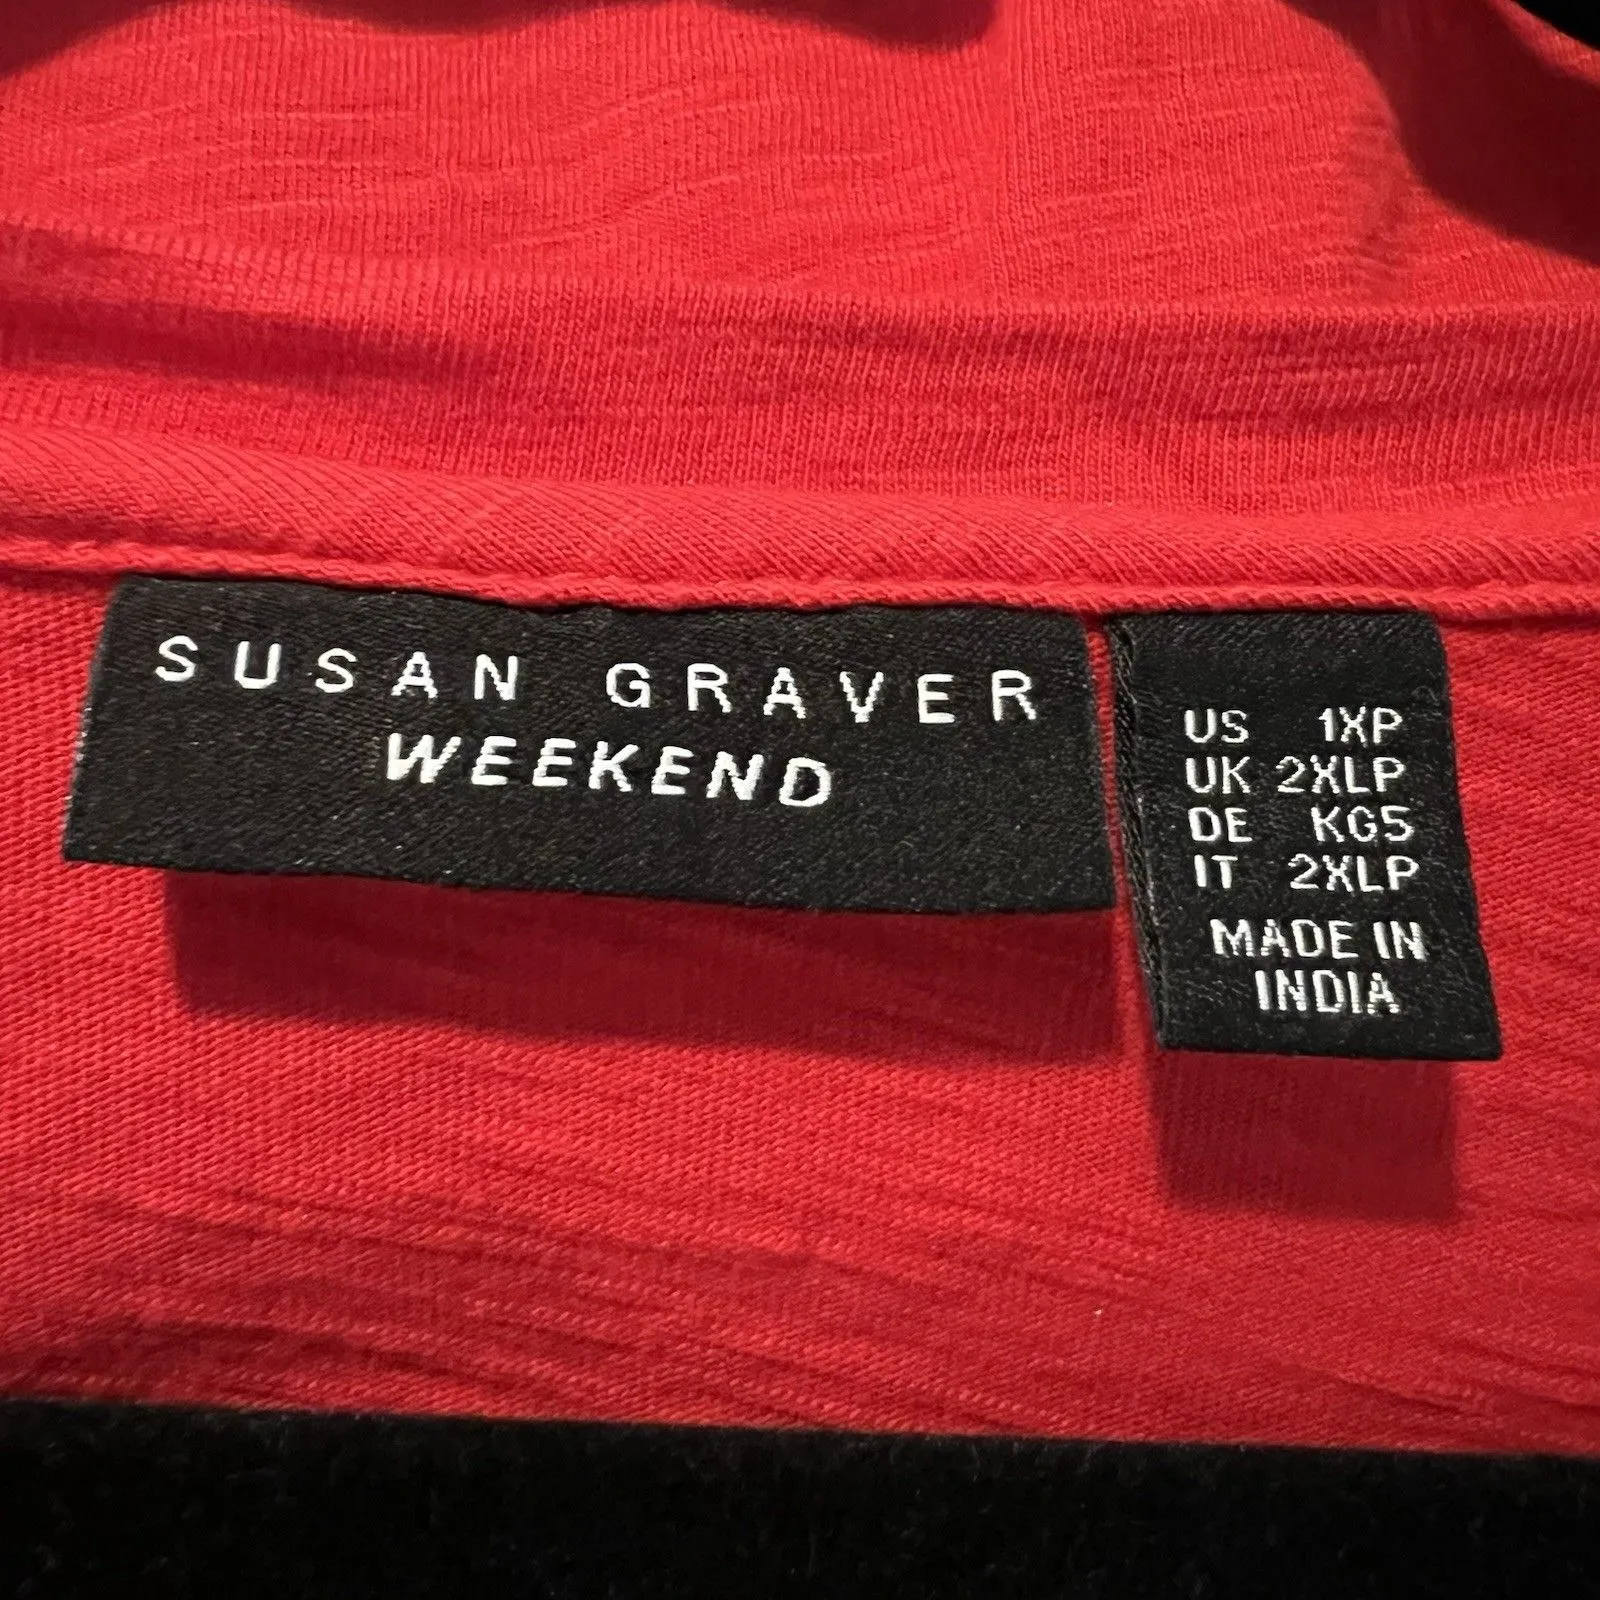 SUSAN GRAVER
WEEKEND
US 1XP
UK 2XLP
DE KG5
IT 2XLP
MADE IN
INDIA